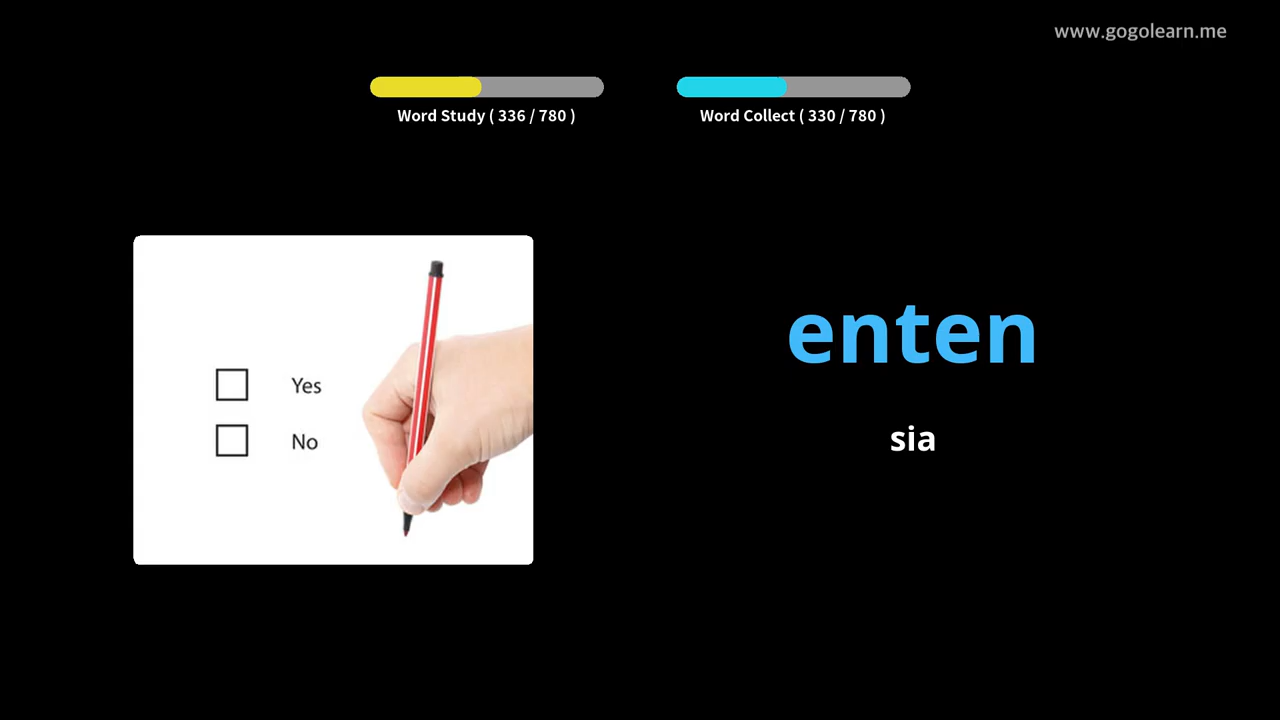 www.gogolearn.me
Word Study ( 336 / 780 )
Word Collect ( 330 / 780 )
Yes
No
enten
sia